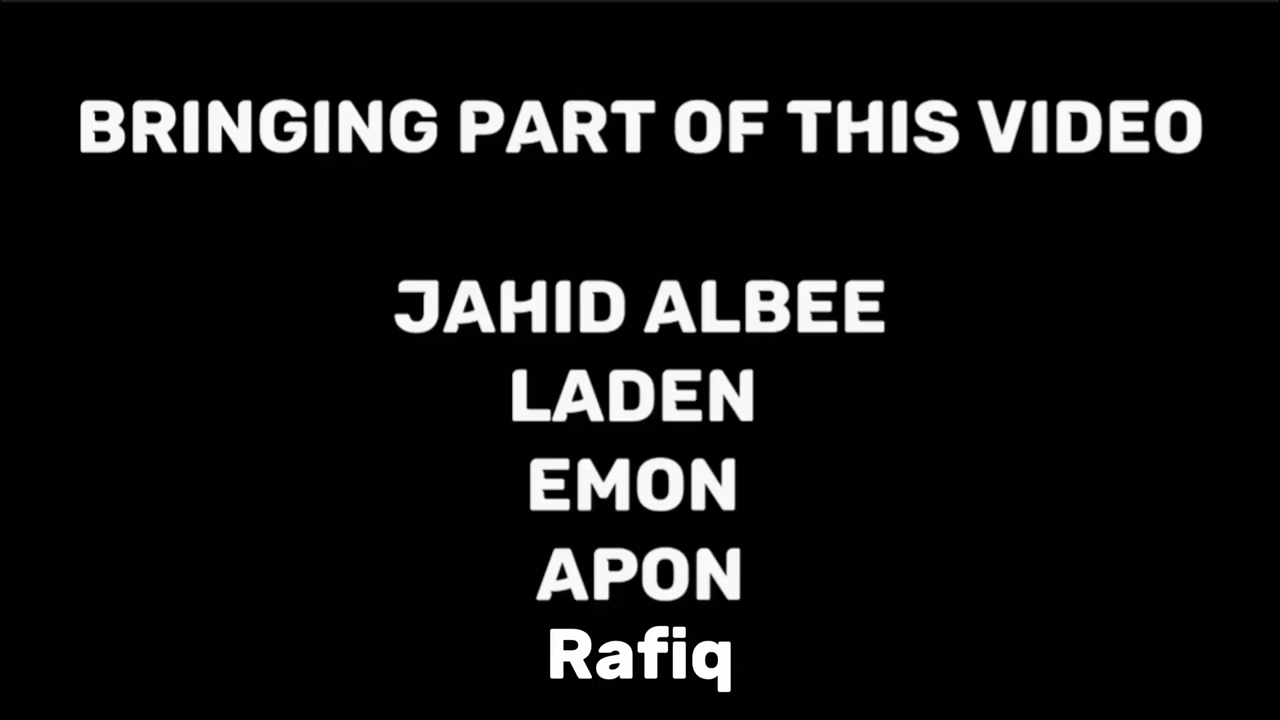 BRINGING PART OF THIS VIDEO
JAHID ALBEE
LADEN
EMON
APON
Rafiq